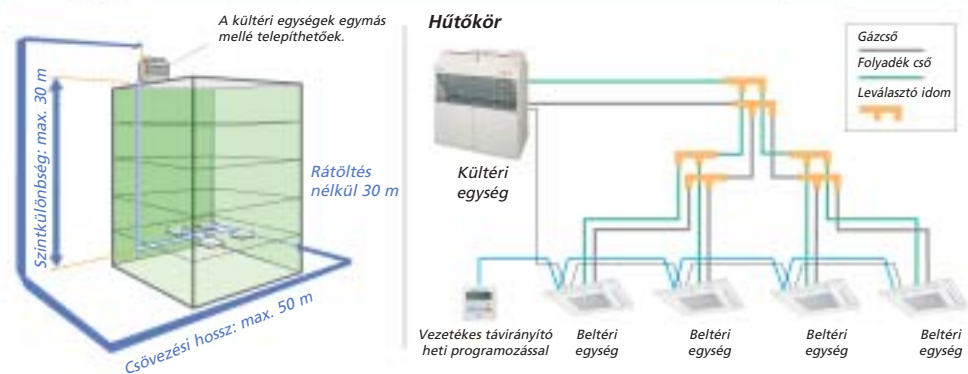 A kültéri egységek egymás
mellé telepíthetőek.
Szintkülönbség: max. 30 m
Rátöltés
nélkül 30 m
Csövezési hossz: max. 50 m
Hűtőkör
Gázcső
Folyadék cső
Leválasztó idom
Kültéri
egység
Vezetékes távirányító
heti programozással
Beltéri
egység
Beltéri
egység
Beltéri
egység
Beltéri
egység